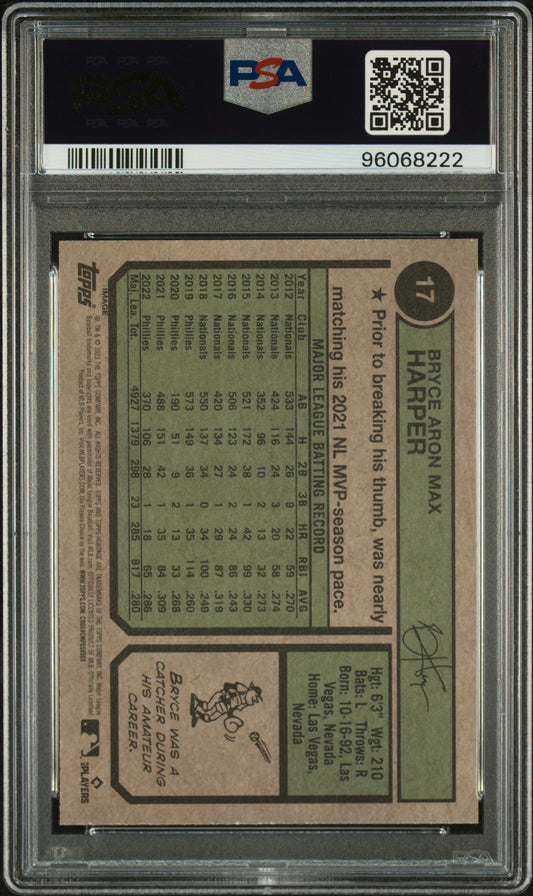 PSA
96068222
17
BRYCE ARON MAX
HARPER
★ Prior to breaking his thumb, was nearly
matching his 2021 NL MVP-season pace.
MAJOR LEAGUE BATTING RECORD
Year Club AB H 2B 3B HR RBI AVG
2012 Nationals 533 144 26 9 22 59 .270
2013 Nationals 424 116 24 3 20 58 .274
2014 Nationals 352 96 10 2 13 32 .273
2015 Nationals 521 172 38 1 42 99 .330
2016 Nationals 506 123 24 2 24 86 .243
2017 Nationals 420 134 27 1 29 87 .319
2018 Nationals 550 137 34 0 34 100 .249
2019 Phillies 573 149 36 1 35 114 .260
2020 Phillies 190 51 9 2 13 33 .268
2021 Phillies 488 151 42 1 35 84 .309
2022 Phillies 370 106 28 1 18 65 .286
Maj. Lea. Tot. 4927 1379 298 23 285 817 .280
Hgt: 6'3" Wgt: 210
Bats: L Throws: R
Born: 10-16-92, Las
Vegas, Nevada
Home: Las Vegas,
Nevada
BRYCE WAS A
CATCHER DURING
HIS AMATEUR
CAREER.
IMAGE
topps
MLB PLAYERS
PSA